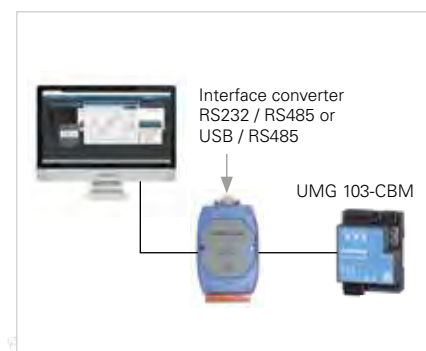 Interface converter
RS232 / RS485 or
USB / RS485
UMG 103-CBM